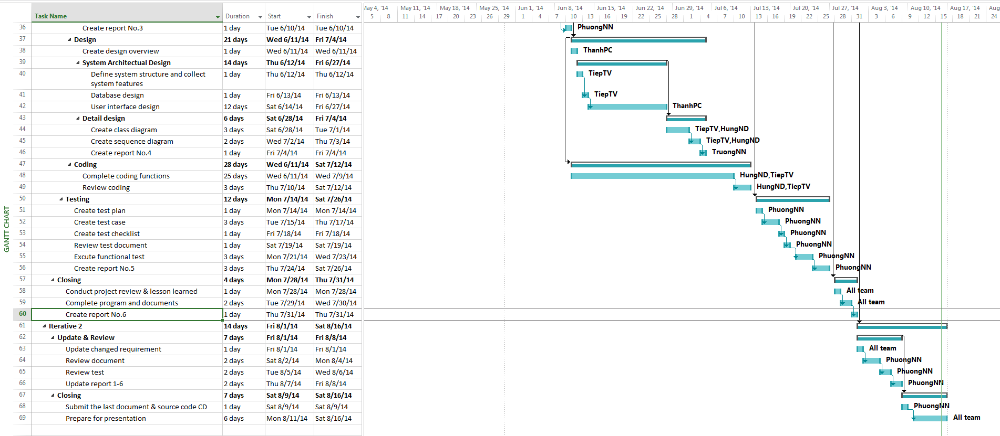 May 4, '14 May 11, '14 May 18, '14 May 25, '14 Jun 1, '14 Jun 8, '14 Jun 15, '14 Jun 22, '14 Jun 29, '14 Jul 6, '14 Jul 13, '14 Jul 20, '14 Jul 27, '14 Aug 3, '14 Aug 10, '14 Aug 17, '14 Aug
Task Name Duration Start Finish 5 8 11 14 17 20 23 26 29 1 4 7 10 13 16 19 22 25 28 1 4 7 10 13 16 19 22 25 28 31 3 6 9 12 15 18 21 24
36 Create report No.3 1 day Tue 6/10/14 Tue 6/10/14 PhuongNN
37 Design 21 days Wed 6/11/14 Fri 7/4/14
38 Create design overview 1 day Wed 6/11/14 Wed 6/11/14 ThanhPC
39 System Architectual Design 14 days Thu 6/12/14 Fri 6/27/14
40 Define system structure and collect 1 day Thu 6/12/14 Thu 6/12/14 TiepTV
system features
41 Database design 1 day Fri 6/13/14 Fri 6/13/14 TiepTV
42 User interface design 12 days Sat 6/14/14 Fri 6/27/14 ThanhPC
43 Detail design 6 days Sat 6/28/14 Fri 7/4/14
44 Create class diagram 3 days Sat 6/28/14 Tue 7/1/14 TiepTV,HungND
45 Create sequence diagram 2 days Wed 7/2/14 Thu 7/3/14 TiepTV,HungND
46 Create report No.4 1 day Fri 7/4/14 Fri 7/4/14 TruongNN
47 Coding 28 days Wed 6/11/14 Sat 7/12/14
48 Complete coding functions 25 days Wed 6/11/14 Wed 7/9/14 HungND,TiepTV
49 Review coding 3 days Thu 7/10/14 Sat 7/12/14 HungND,TiepTV
50 Testing 12 days Mon 7/14/14 Sat 7/26/14
51 Create test plan 1 day Mon 7/14/14 Mon 7/14/14 PhuongNN
52 Create test case 3 days Tue 7/15/14 Thu 7/17/14 PhuongNN
53 Create test checklist 1 day Fri 7/18/14 Fri 7/18/14 PhuongNN
54 Review test document 1 day Sat 7/19/14 Sat 7/19/14 PhuongNN
55 Excute functional test 3 days Mon 7/21/14 Wed 7/23/14 PhuongNN
56 Create report No.5 3 days Thu 7/24/14 Sat 7/26/14 PhuongNN
57 Closing 4 days Mon 7/28/14 Thu 7/31/14
58 Conduct project review & lesson learned 1 day Mon 7/28/14 Mon 7/28/14 All team
59 Complete program and documents 2 days Tue 7/29/14 Wed 7/30/14 All team
60 Create report No.6 1 day Thu 7/31/14 Thu 7/31/14
61 Iterative 2 14 days Fri 8/1/14 Sat 8/16/14
62 Update & Review 7 days Fri 8/1/14 Fri 8/8/14
63 Update changed requirement 1 day Fri 8/1/14 Fri 8/1/14 All team
64 Review document 2 days Sat 8/2/14 Mon 8/4/14 PhuongNN
65 Review test 2 days Tue 8/5/14 Wed 8/6/14 PhuongNN
66 Update report 1-6 2 days Thu 8/7/14 Fri 8/8/14 PhuongNN
67 Closing 7 days Sat 8/9/14 Sat 8/16/14
68 Submit the last document & source code CD 1 day Sat 8/9/14 Sat 8/9/14 PhuongNN
69 Prepare for presentation 6 days Mon 8/11/14 Sat 8/16/14 All team
GANTT CHART